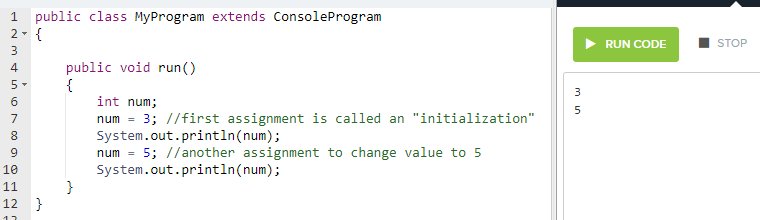 1 public class MyProgram extends ConsoleProgram
2 {
3
4     public void run()
5     {
6         int num;
7         num = 3; //first assignment is called an "initialization"
8         System.out.println(num);
9         num = 5; //another assignment to change value to 5
10         System.out.println(num);
11     }
12 }
RUN CODE STOP
3
5